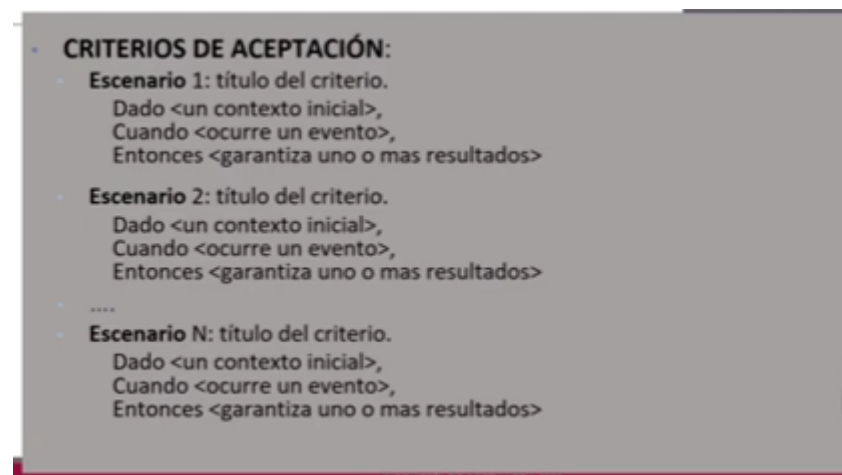 CRITERIOS DE ACEPTACIÓN:
Escenario 1: título del criterio.
Dado <un contexto inicial>,
Cuando <ocurre un evento>,
Entonces <garantiza uno o mas resultados>
Escenario 2: título del criterio.
Dado <un contexto inicial>,
Cuando <ocurre un evento>,
Entonces <garantiza uno o mas resultados>
....
Escenario N: título del criterio.
Dado <un contexto inicial>,
Cuando <ocurre un evento>,
Entonces <garantiza uno o mas resultados>